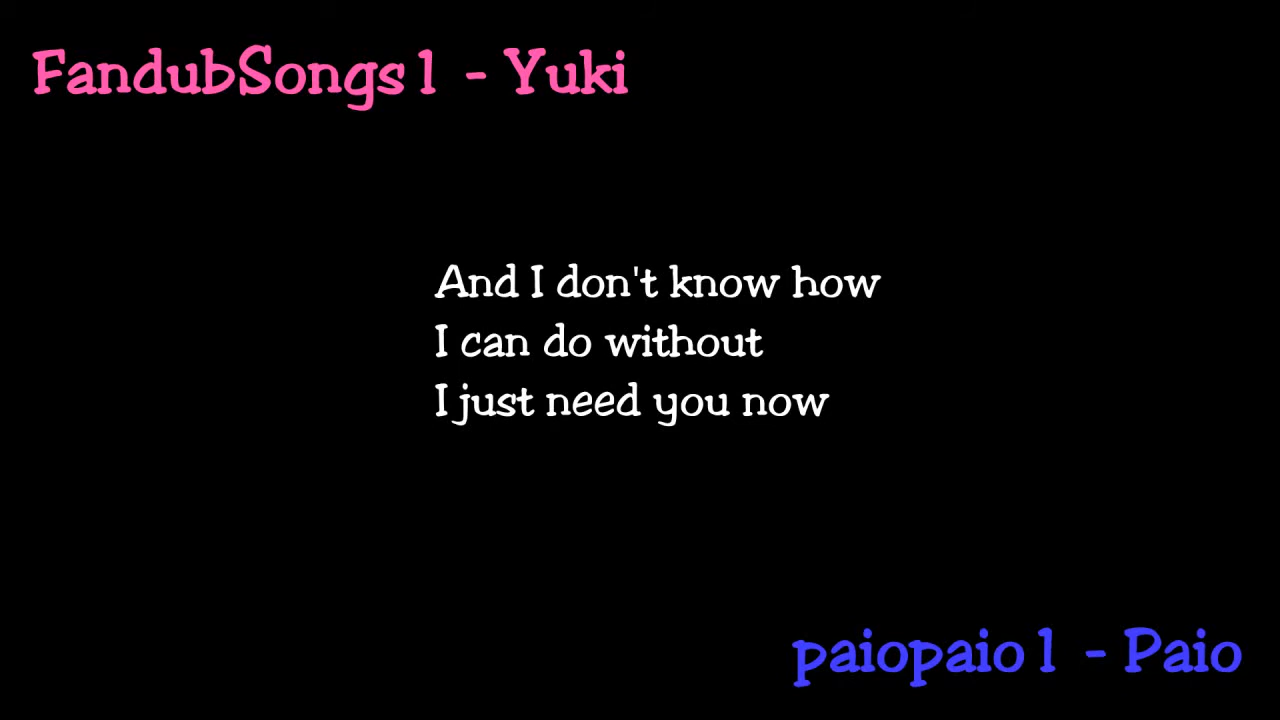 FandubSongs1 - Yuki
And I don't know how
I can do without
I just need you now
paiopaio1 - Paio